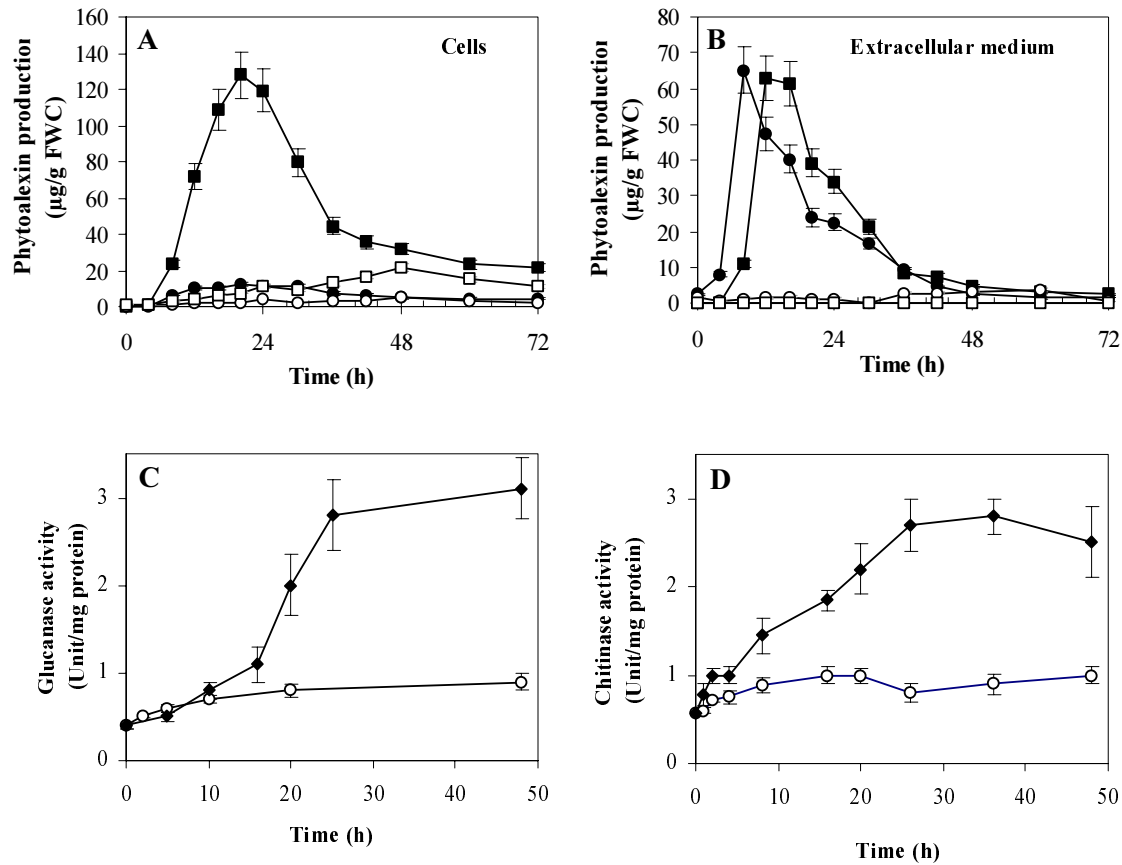 A
Cells
Phytoalexin production
(µg/g FWC)
160
140
120
100
80
60
40
20
0
0 24 48 72
Time (h)
B
Extracellular medium
Phytoalexin production
(µg/g FWC)
80
70
60
50
40
30
20
10
0
0 24 48 72
Time (h)
C
Glucanase activity
(Unit/mg protein)
3
2
1
0
0 10 20 30 40 50
Time (h)
D
Chitinase activity
(Unit/mg protein)
3
2
1
0
0 10 20 30 40 50
Time (h)